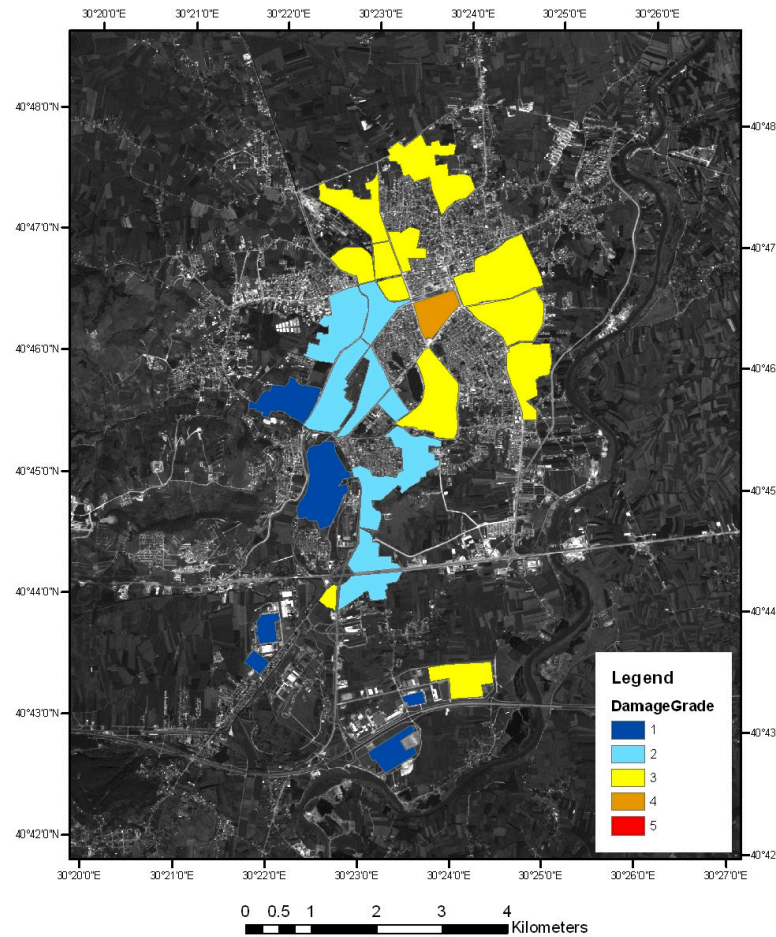 30°20'0"E 30°21'0"E 30°22'0"E 30°23'0"E 30°24'0"E 30°25'0"E 30°26'0"E
40°48'0"N
40°48
40°47'0"N
40°47
40°46'0"N
40°46
40°45'0"N
40°45
40°44'0"N
40°44
40°43'0"N
40°43
40°42'0"N
40°42
Legend
DamageGrade
1
2
3
4
5
30°20'0"E 30°21'0"E 30°22'0"E 30°23'0"E 30°24'0"E 30°25'0"E 30°26'0"E 30°27'0"E
0 0.5 1 2 3 4
Kilometers